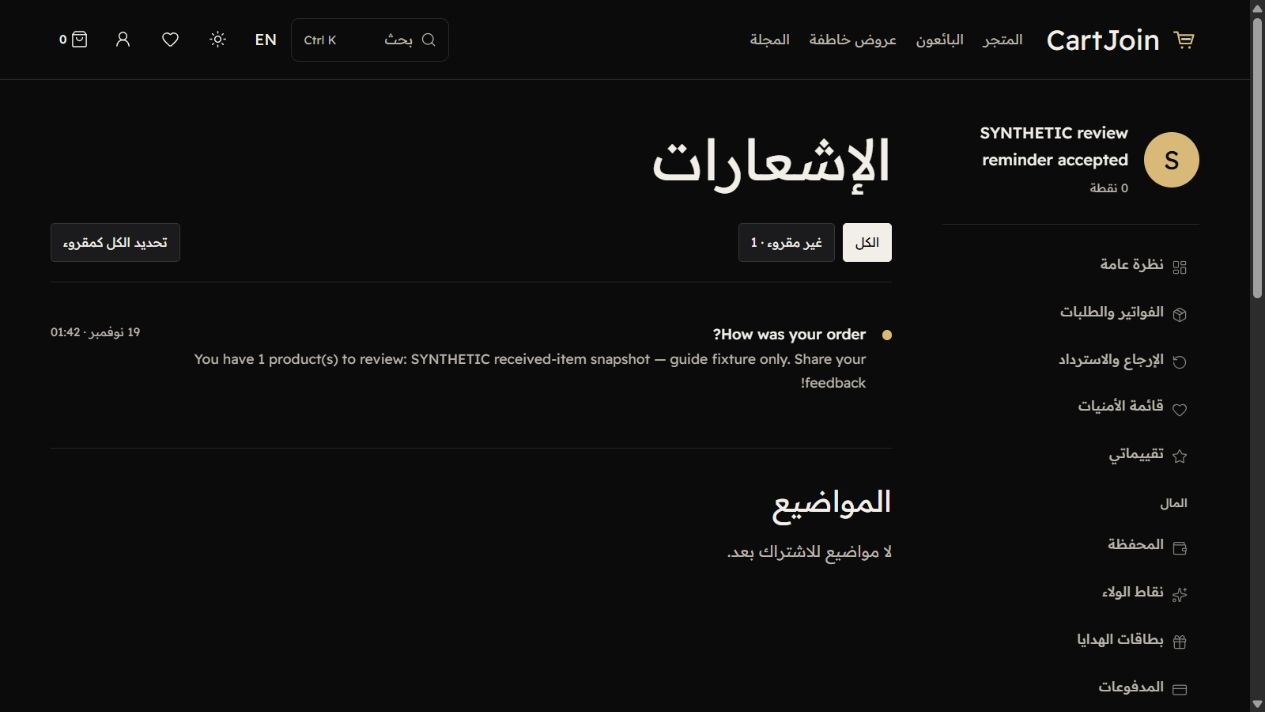 CartJoin
المتجر
البائعون
عروض خاطفة
المجلة
بحث
Ctrl K
EN
0
SYNTHETIC review
reminder accepted
0 نقطة
نظرة عامة
الفواتير والطلبات
الإرجاع والاسترداد
قائمة الأمنيات
تقييماتي
المال
المحفظة
نقاط الولاء
بطاقات الهدايا
المدفوعات
S
الإشعارات
الكل
غير مقروء · 1
تحديد الكل كمقروء
How was your order?
19 نوفمبر · 01:42
You have 1 product(s) to review: SYNTHETIC received-item snapshot — guide fixture only. Share your
feedback!
المواضيع
لا مواضيع للاشتراك بعد.